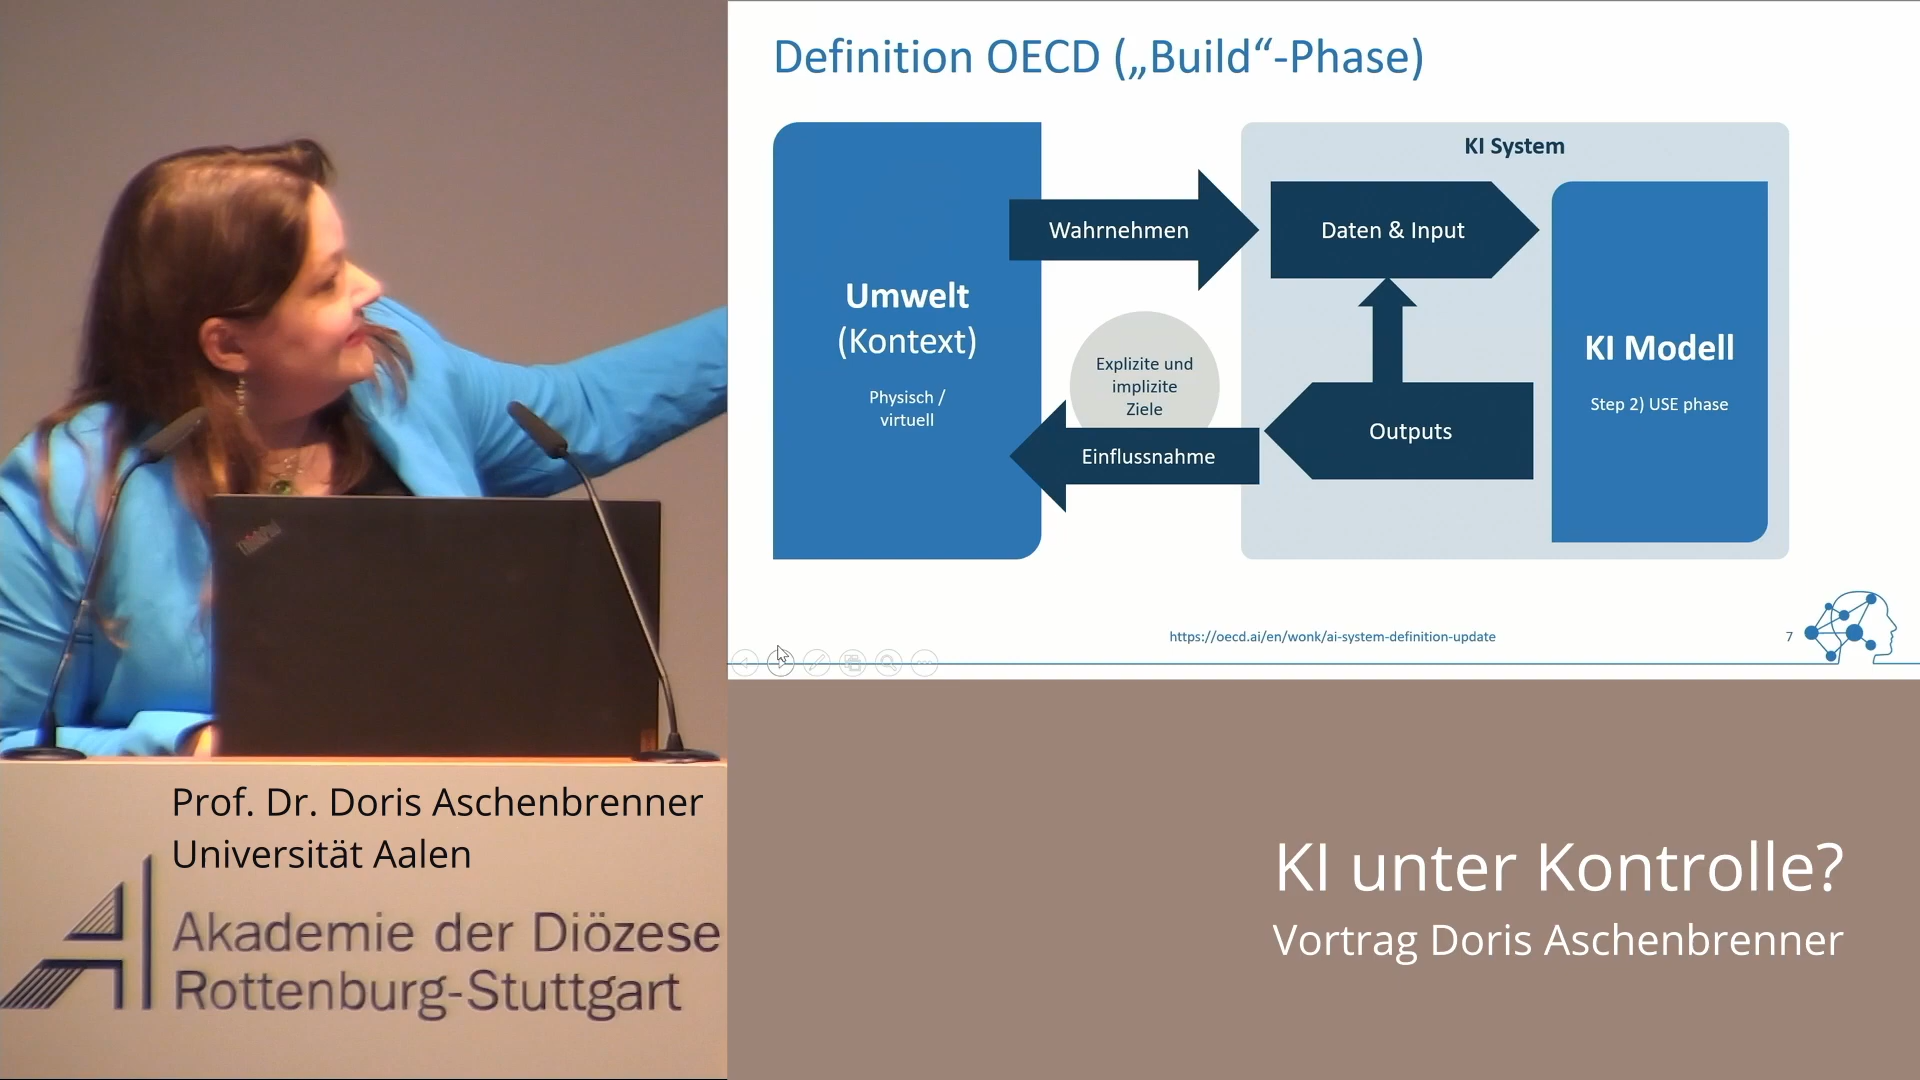 Definition OECD („Build“-Phase)
KI System
Wahrnehmen
Daten & Input
Umwelt
(Kontext)
Physisch /
virtuell
Explizite und
implizite
Ziele
KI Modell
Step 2) USE phase
Outputs
Einflussnahme
https://oecd.ai/en/wonk/ai-system-definition-update
7
ThinkPad
Prof. Dr. Doris Aschenbrenner
Universität Aalen
Akademie der Diözese
Rottenburg-Stuttgart
KI unter Kontrolle?
Vortrag Doris Aschenbrenner